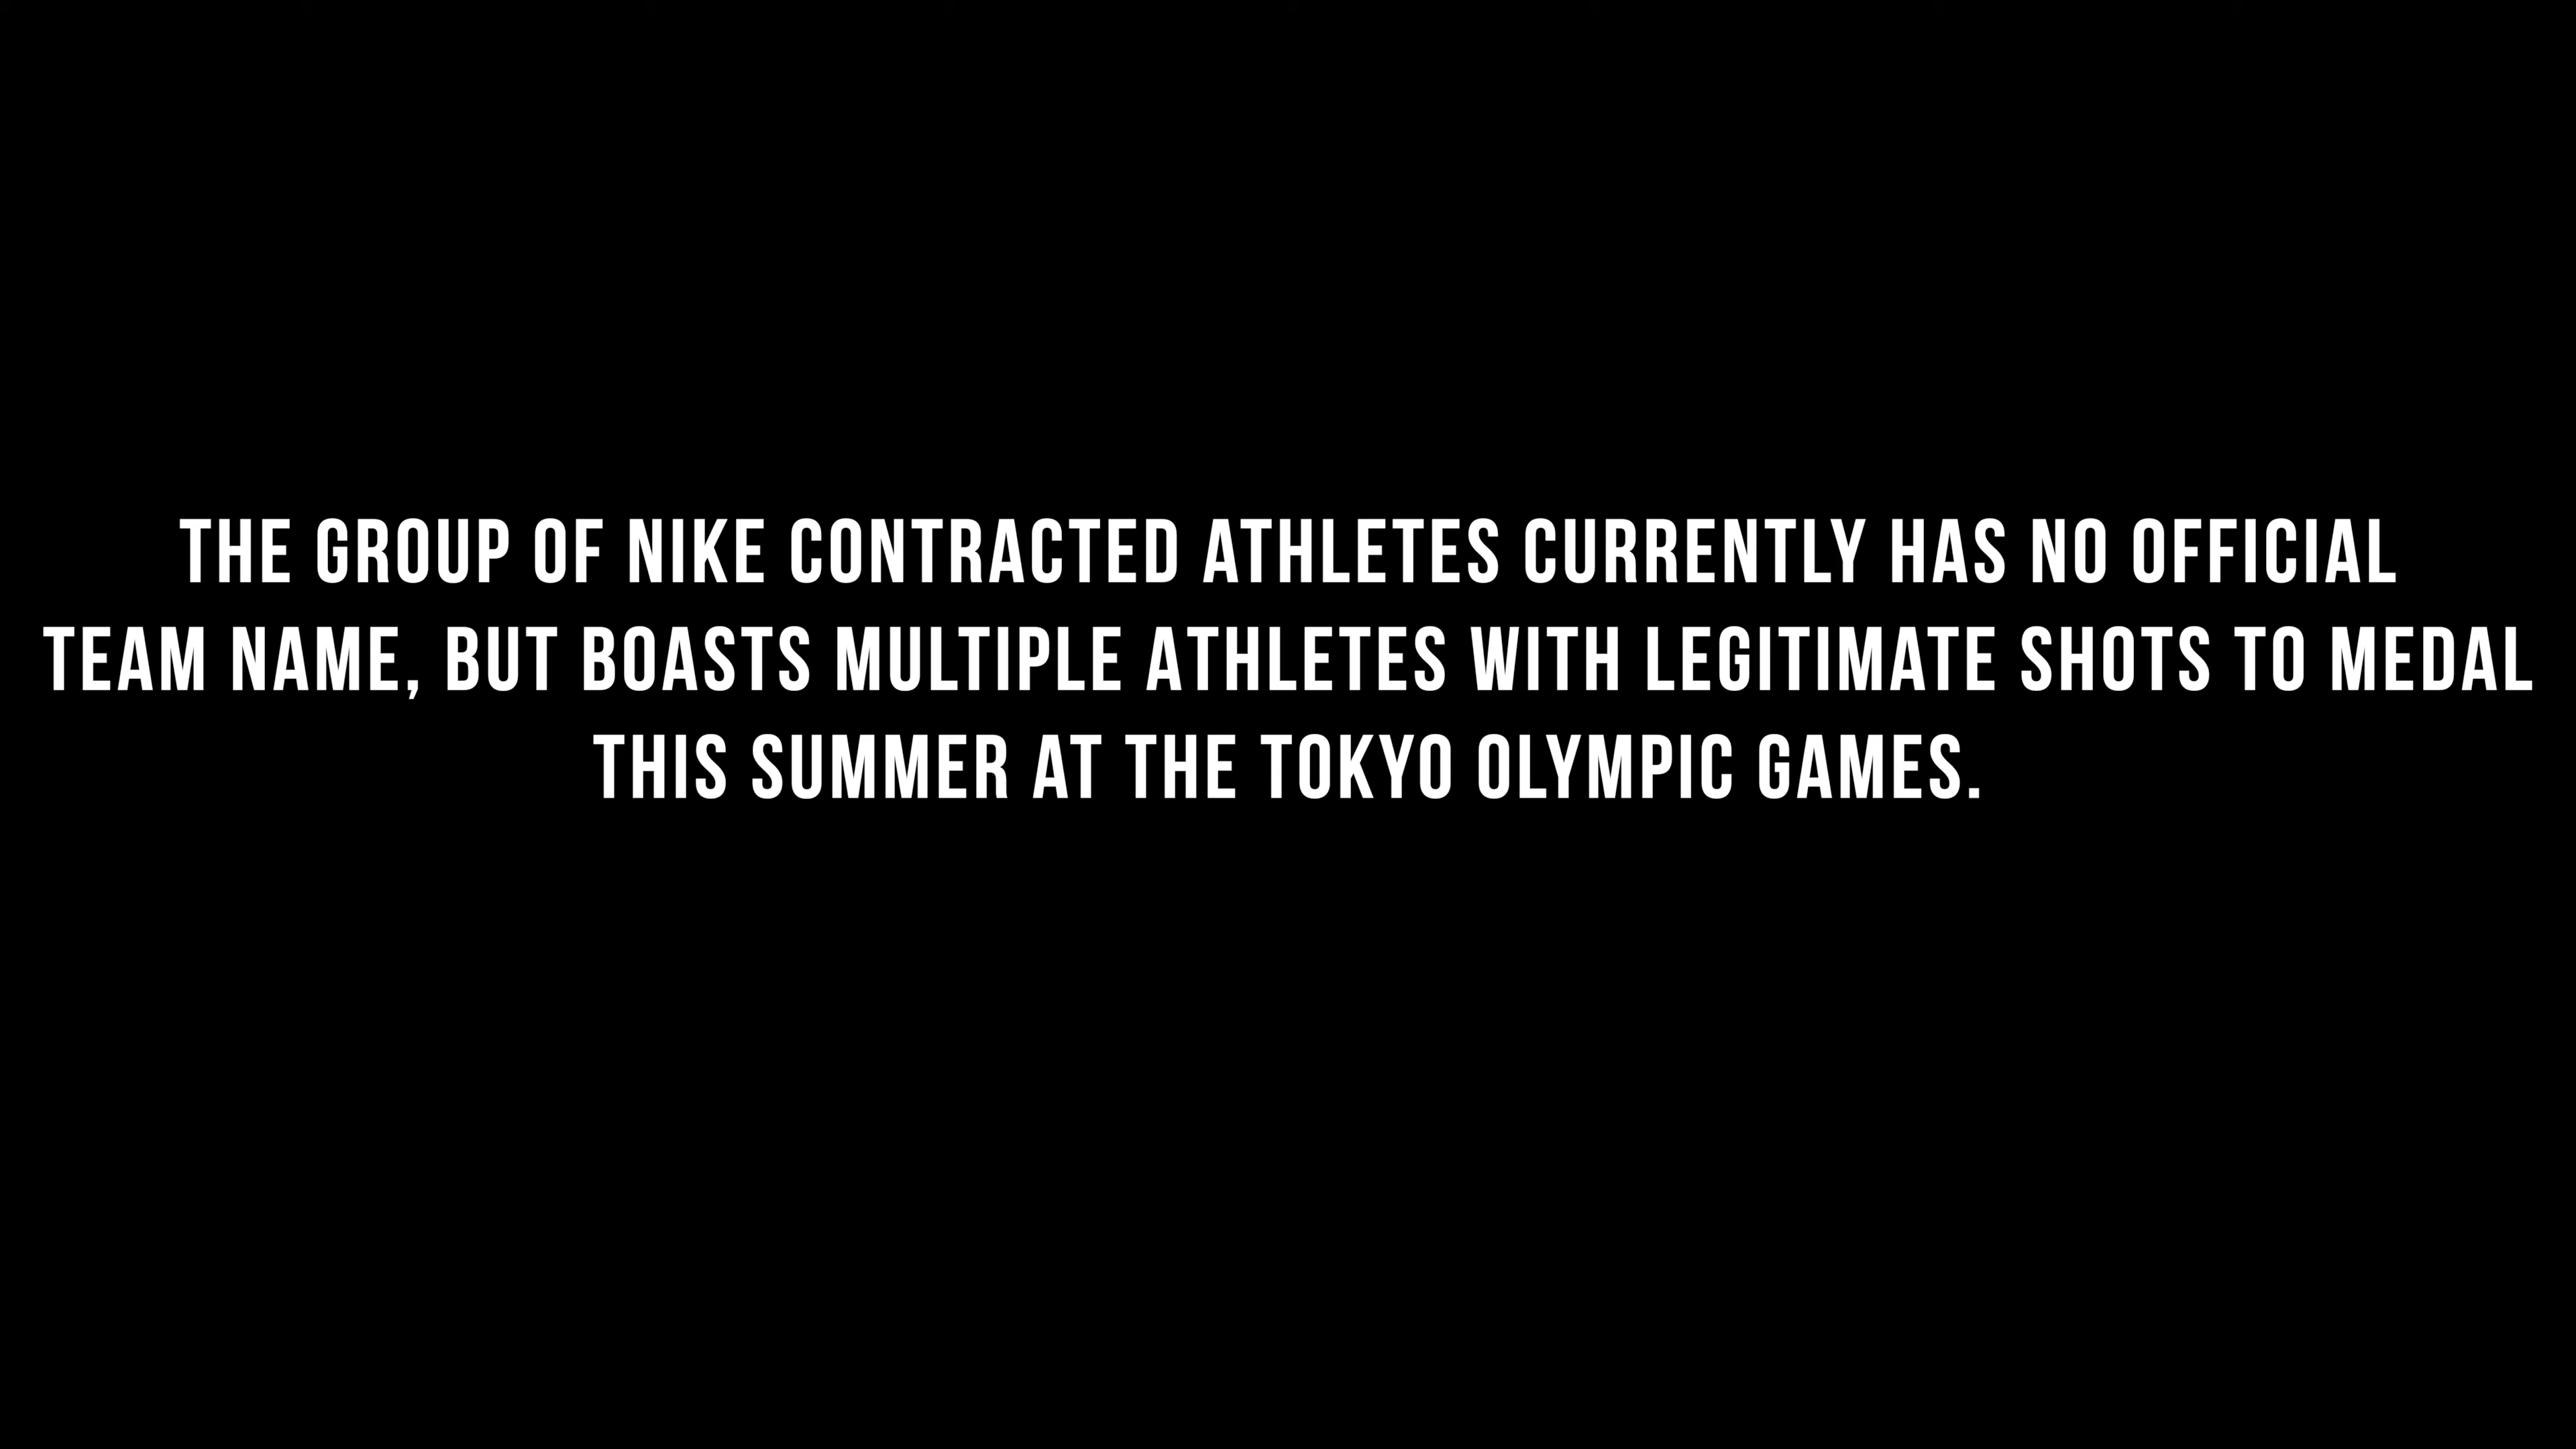 THE GROUP OF NIKE CONTRACTED ATHLETES CURRENTLY HAS NO OFFICIAL
TEAM NAME, BUT BOASTS MULTIPLE ATHLETES WITH LEGITIMATE SHOTS TO MEDAL
THIS SUMMER AT THE TOKYO OLYMPIC GAMES.